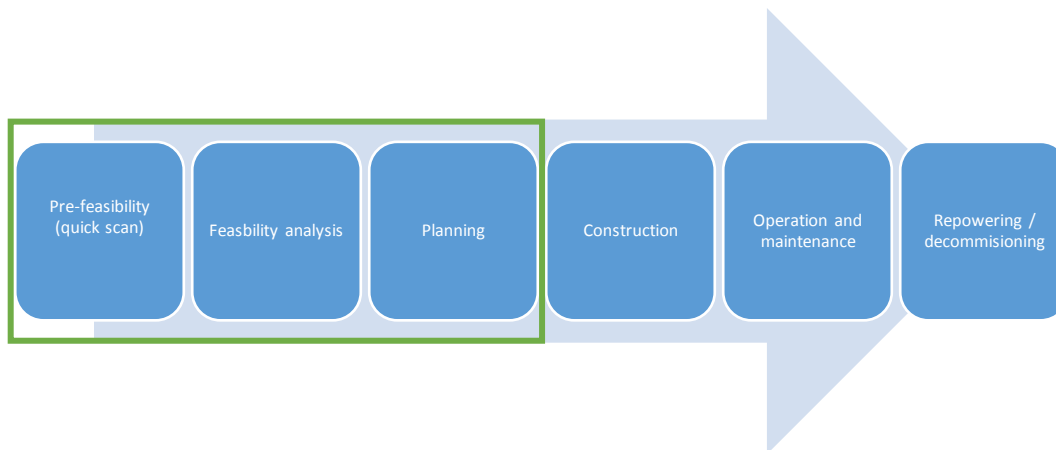 Pre-feasibility
(quick scan)
Feasbility analysis
Planning
Construction
Operation and
maintenance
Repowering /
decommisioning